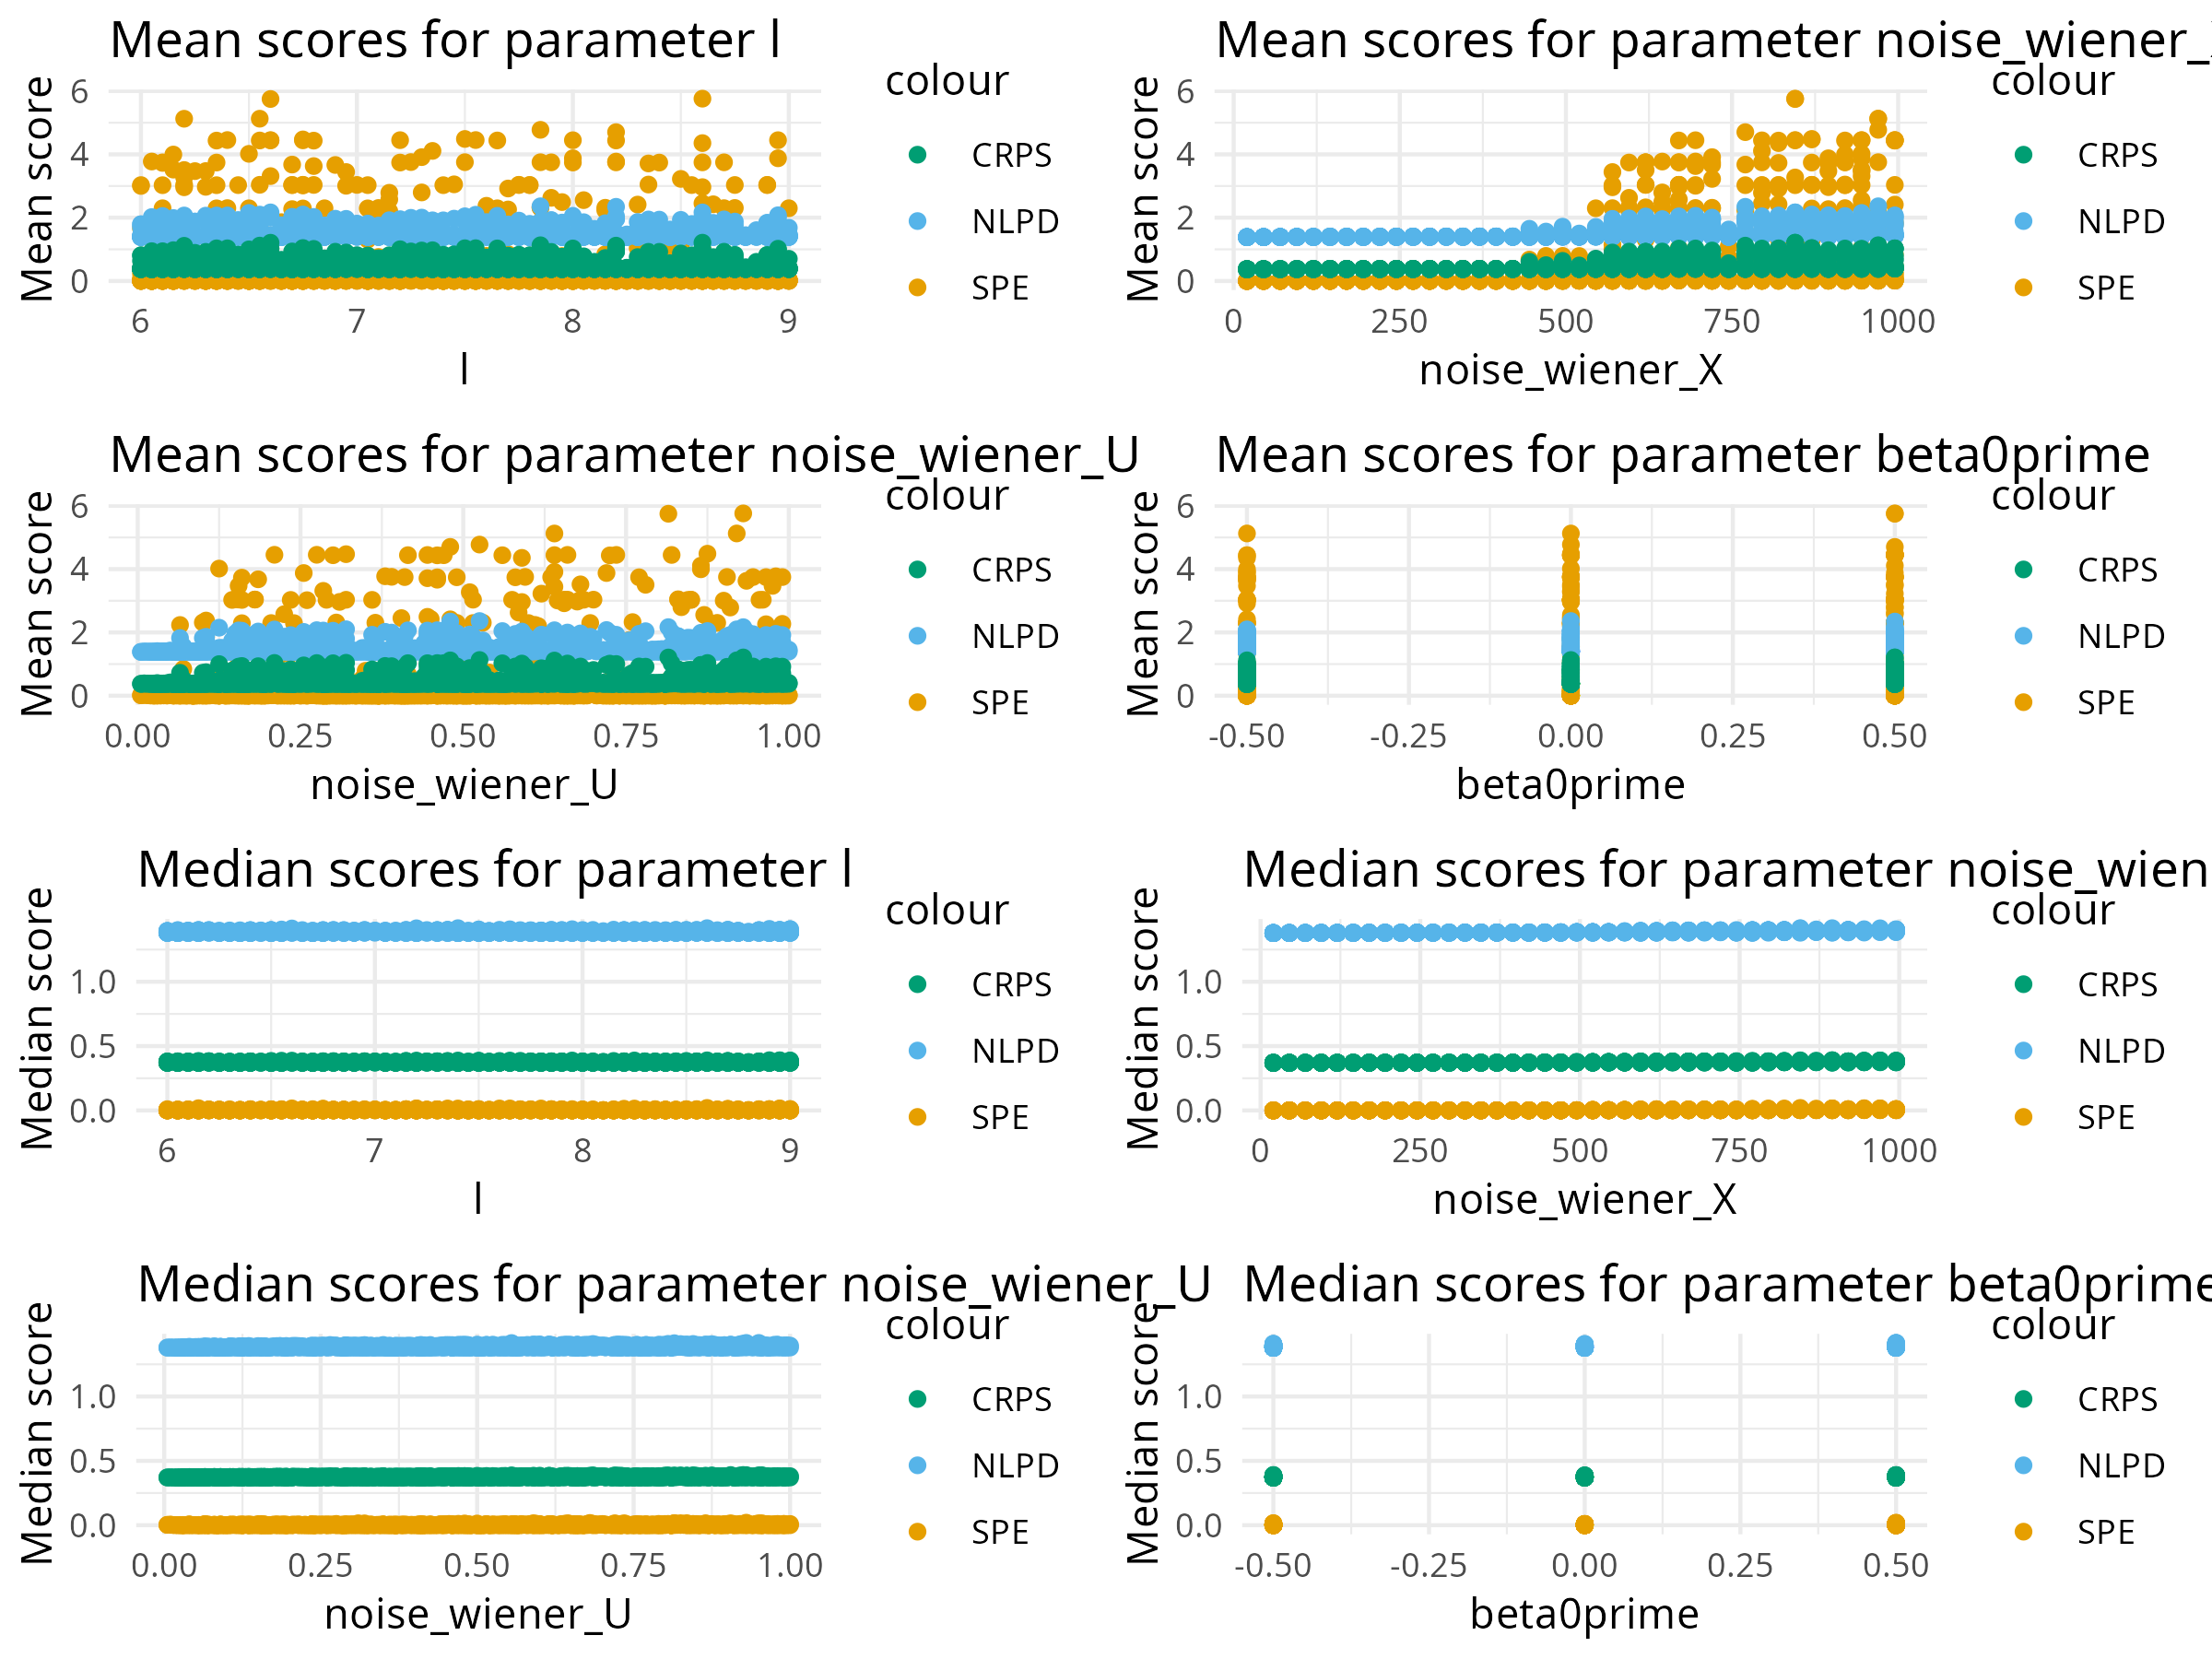 Mean scores for parameter l
Mean score
6
4
2
0
6 7 8 9
l
colour
CRPS
NLPD
SPE
Mean scores for parameter noise_wiener_
Mean score
6
4
2
0
0 250 500 750 1000
noise_wiener_X
colour
CRPS
NLPD
SPE
Mean scores for parameter noise_wiener_U
Mean score
6
4
2
0
0.00 0.25 0.50 0.75 1.00
noise_wiener_U
colour
CRPS
NLPD
SPE
Mean scores for parameter beta0prime
Mean score
6
4
2
0
-0.50 -0.25 0.00 0.25 0.50
beta0prime
colour
CRPS
NLPD
SPE
Median scores for parameter l
Median score
1.0
0.5
0.0
6 7 8 9
l
colour
CRPS
NLPD
SPE
Median scores for parameter noise_wien
Median score
1.0
0.5
0.0
0 250 500 750 1000
noise_wiener_X
colour
CRPS
NLPD
SPE
Median scores for parameter noise_wiener_U
Median score
1.0
0.5
0.0
0.00 0.25 0.50 0.75 1.00
noise_wiener_U
colour
CRPS
NLPD
SPE
Median scores for parameter beta0prime
Median score
1.0
0.5
0.0
-0.50 -0.25 0.00 0.25 0.50
beta0prime
colour
CRPS
NLPD
SPE